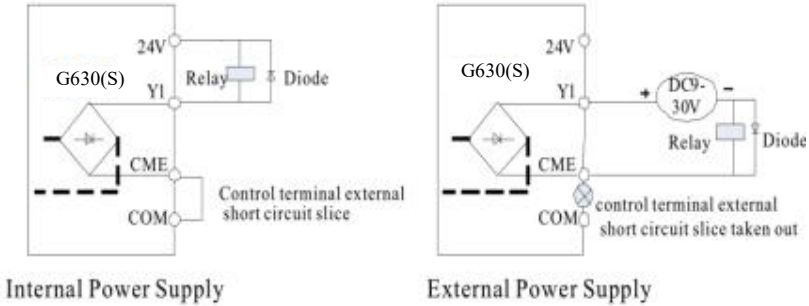 24V
G630(S)
Relay
Diode
Y1
CME
Control terminal external
short circuit slice
COM
Internal Power Supply
24V
G630(S)
Y1
+
DC9-
30V
-
Relay
Diode
CME
control terminal external
COM
short circuit slice taken out
External Power Supply